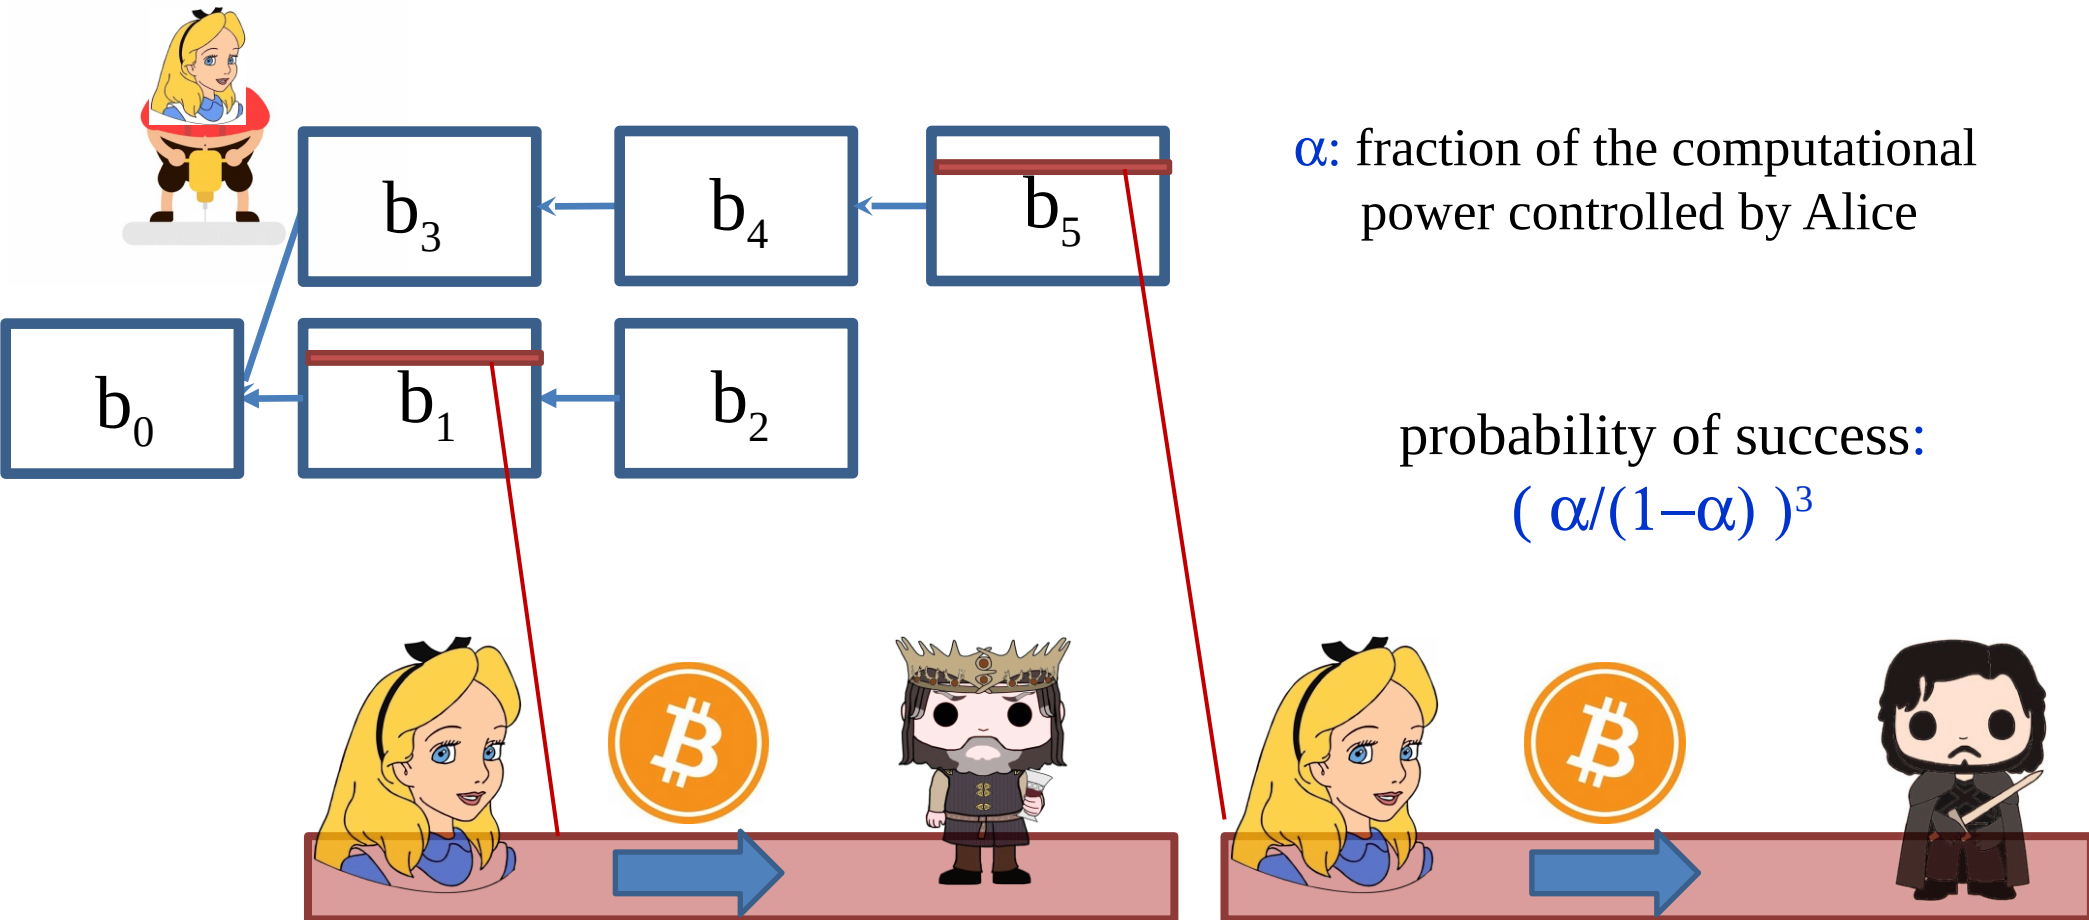 b3
b4
b5
α: fraction of the computational
power controlled by Alice
b0
b1
b2
probability of success:
( α/(1−α) )3